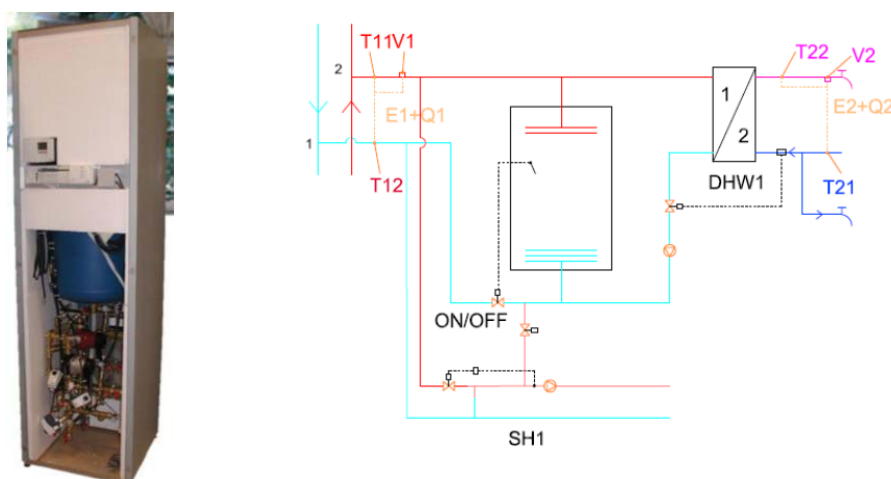 T11V1
T22
V2
2
E1+Q1
1
E2+Q2
1
2
T12
DHW1
T21
ON/OFF
SH1